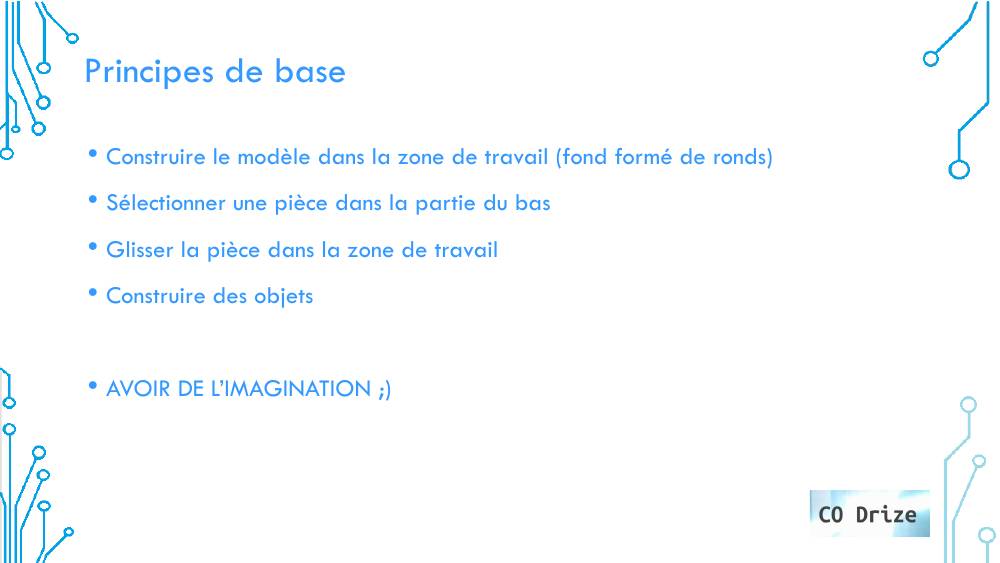 Principes de base
• Construire le modèle dans la zone de travail (fond formé de ronds)
• Sélectionner une pièce dans la partie du bas
• Glisser la pièce dans la zone de travail
• Construire des objets
• AVOIR DE L’IMAGINATION ;)
CO Drize